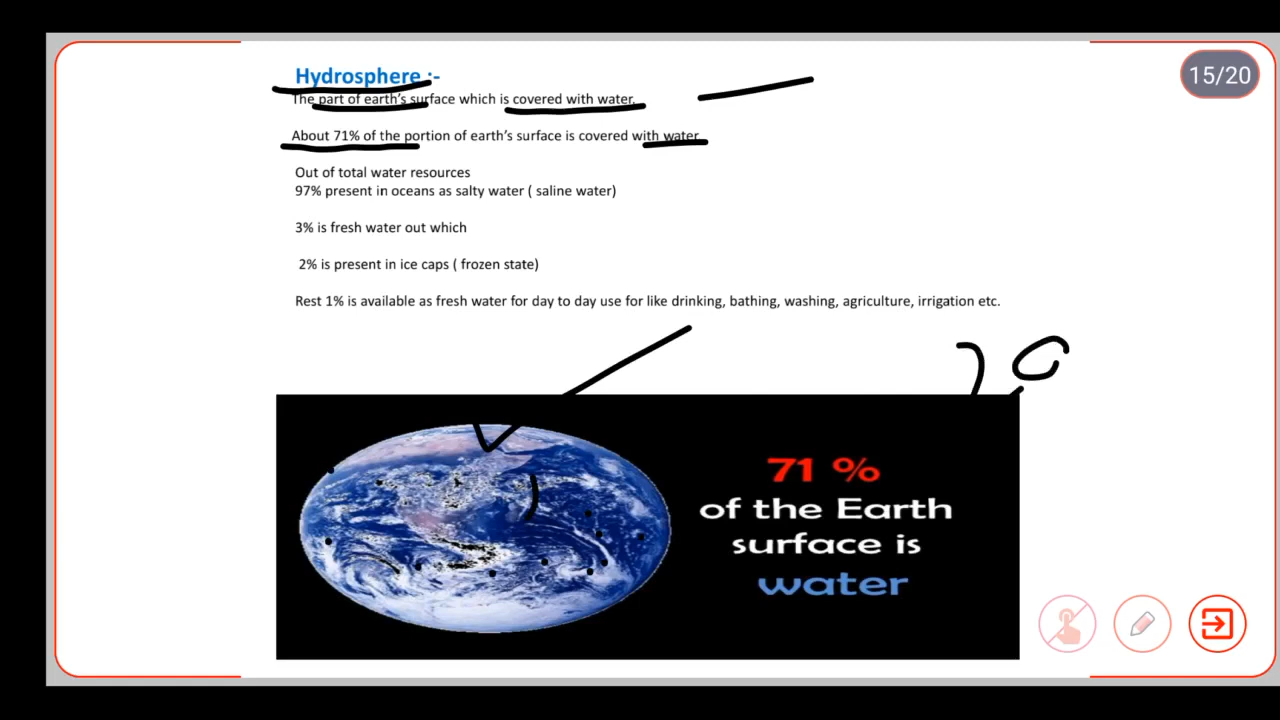 15/20
Hydrosphere :-
The part of earth's surface which is covered with water.
About 71% of the portion of earth's surface is covered with water
Out of total water resources
97% present in oceans as salty water ( saline water)
3% is fresh water out which
2% is present in ice caps ( frozen state)
Rest 1% is available as fresh water for day to day use for like drinking, bathing, washing, agriculture, irrigation etc.
71 %
of the Earth
surface is
water